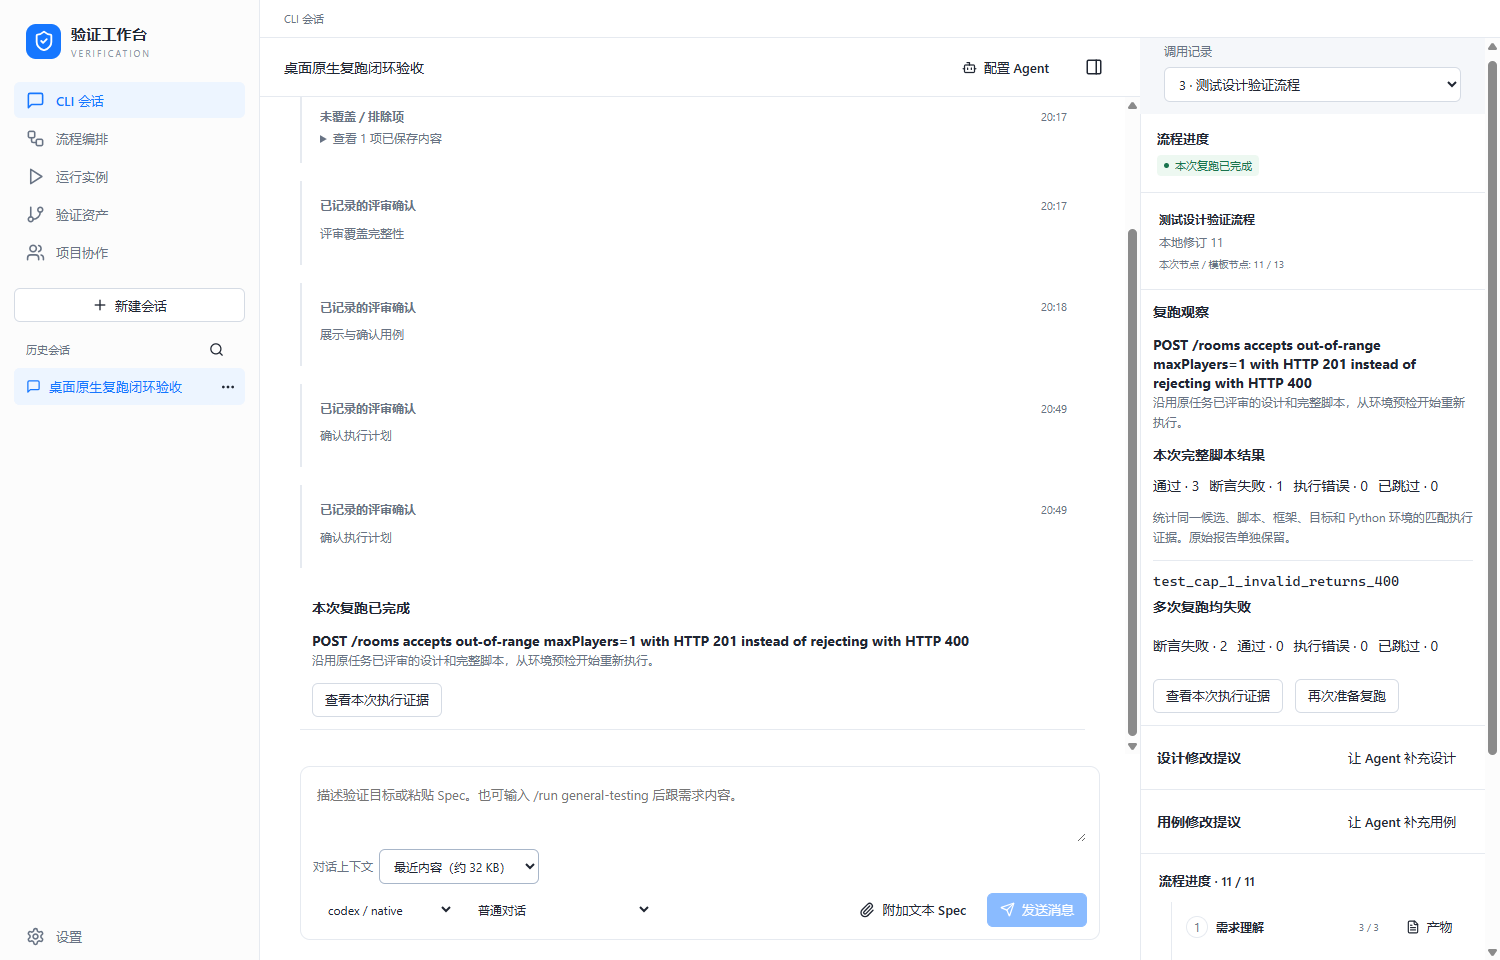 验证工作台
VERIFICATION
CLI 会话
流程编排
运行实例
验证资产
项目协作
新建会话
历史会话
桌面原生复跑闭环验收
设置
CLI 会话
桌面原生复跑闭环验收
配置 Agent
未覆盖 / 排除项
20:17
查看 1 项已保存内容
已记录的评审确认
20:17
评审覆盖完整性
已记录的评审确认
20:18
展示与确认用例
已记录的评审确认
20:49
确认执行计划
已记录的评审确认
20:49
确认执行计划
本次复跑已完成
POST /rooms accepts out-of-range maxPlayers=1 with HTTP 201 instead of rejecting with HTTP 400
沿用原任务已评审的设计和完整脚本，从环境预检开始重新执行。
查看本次执行证据
描述验证目标或粘贴 Spec。也可输入 /run general-testing 后跟需求内容。
对话上下文
最近内容（约 32 KB）
codex / native
普通对话
附加文本 Spec
发送消息
调用记录
3 · 测试设计验证流程
流程进度
本次复跑已完成
测试设计验证流程
本地修订 11
本次节点 / 模板节点: 11 / 13
复跑观察
POST /rooms accepts out-of-range
maxPlayers=1 with HTTP 201 instead of
rejecting with HTTP 400
沿用原任务已评审的设计和完整脚本，从环境预检开始重新
执行。
本次完整脚本结果
通过 · 3 断言失败 · 1 执行错误 · 0 已跳过 · 0
统计同一候选、脚本、框架、目标和 Python 环境的匹配执行
证据。原始报告单独保留。
test_cap_1_invalid_returns_400
多次复跑均失败
断言失败 · 2 通过 · 0 执行错误 · 0 已跳过 · 0
查看本次执行证据
再次准备复跑
设计修改提议
让 Agent 补充设计
用例修改提议
让 Agent 补充用例
流程进度 · 11 / 11
1
需求理解
3 / 3
产物